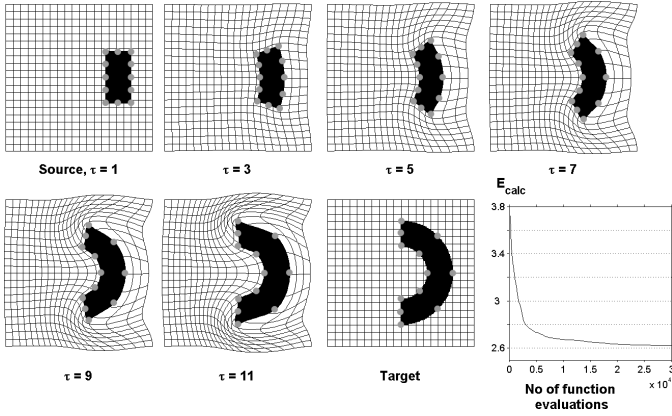 Source, τ = 1
τ = 3
τ = 5
τ = 7
E_calc
3.8
3.4
3
2.6
0 0.5 1 1.5 2 2.5 3
x 10^4
No of function
evaluations
τ = 9
τ = 11
Target